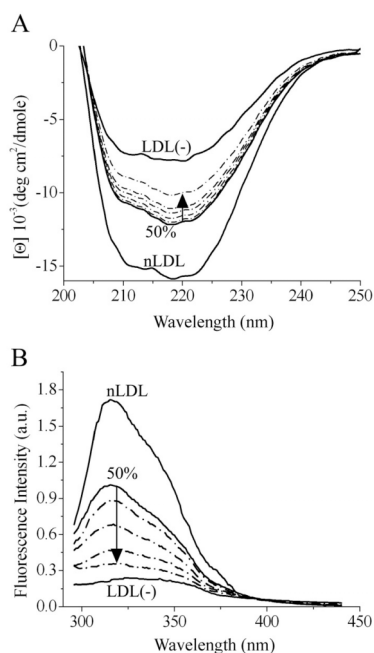 A
0
-5
-10
-15
[Θ] 10⁻³ (deg cm²/dmole)
LDL(-)
50%
nLDL
200 210 220 230 240 250
Wavelength (nm)
B
1.8
1.5
1.2
0.9
0.6
0.3
0.0
Fluorescence Intensity (a.u.)
nLDL
50%
LDL(-)
300 350 400 450
Wavelength (nm)